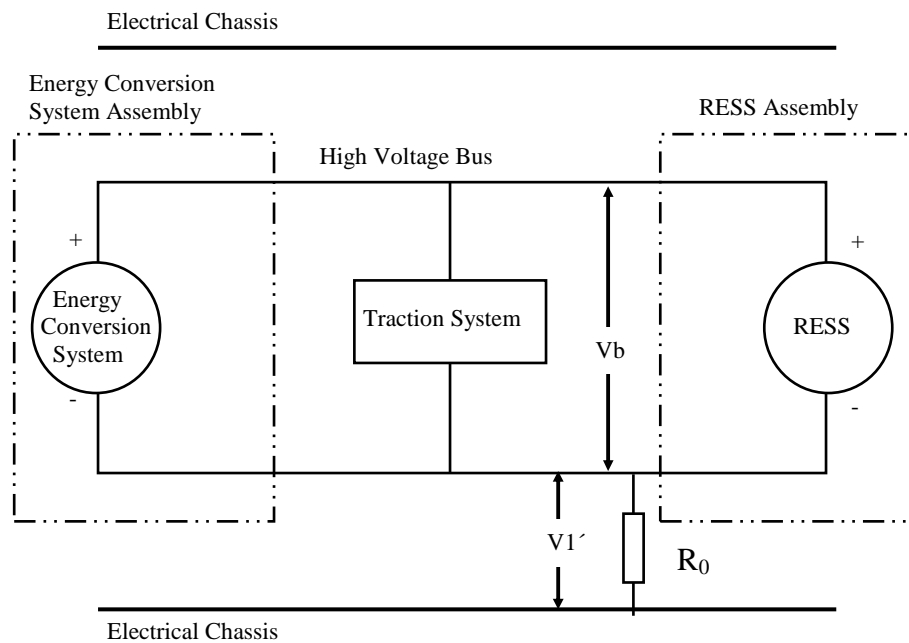 Electrical Chassis
Energy Conversion
System Assembly
RESS Assembly
High Voltage Bus
+
+
Energy
Conversion
System
Traction System
Vb
RESS
-
-
V1´
R₀
Electrical Chassis